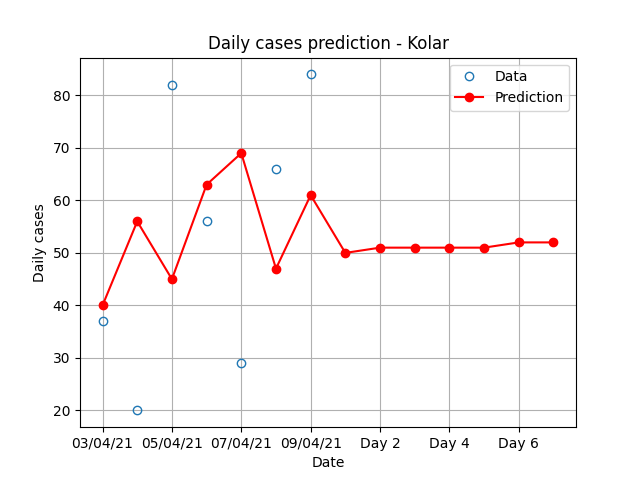 Daily cases prediction - Kolar
Data
Prediction
80
70
60
50
40
30
20
Daily cases
03/04/21 05/04/21 07/04/21 09/04/21 Day 2 Day 4 Day 6
Date